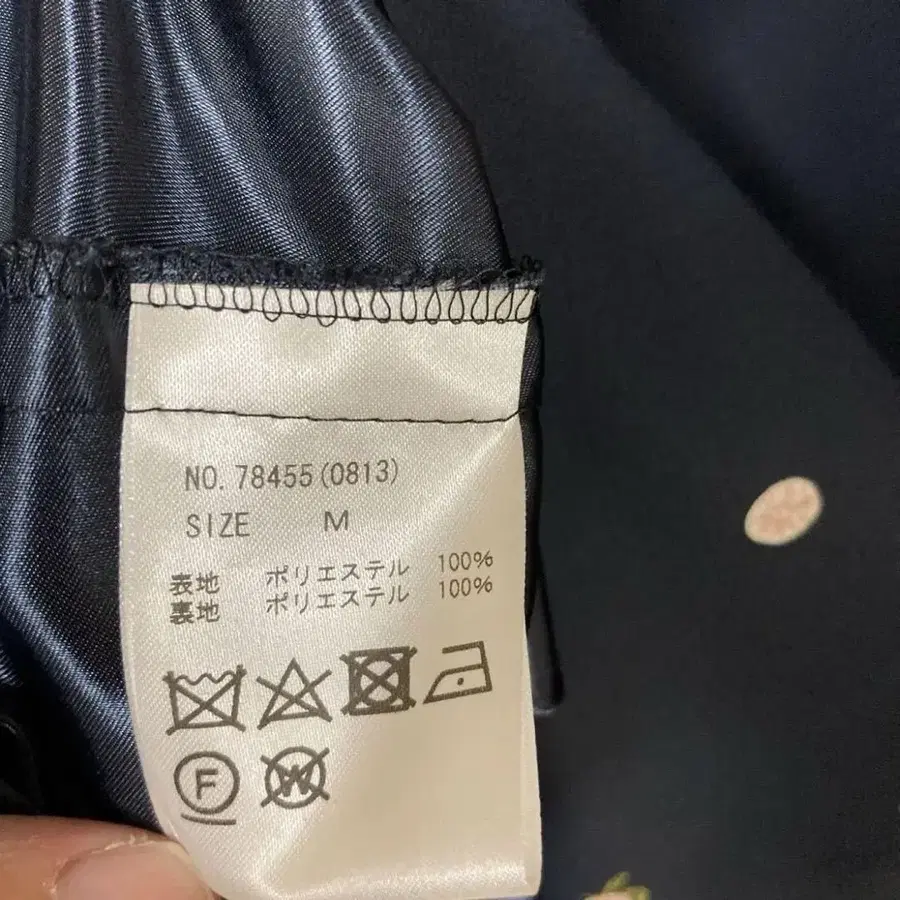 NO. 78455(0813)
SIZE M
表地 ポリエステル 100%
裏地 ポリエステル 100%
F
W